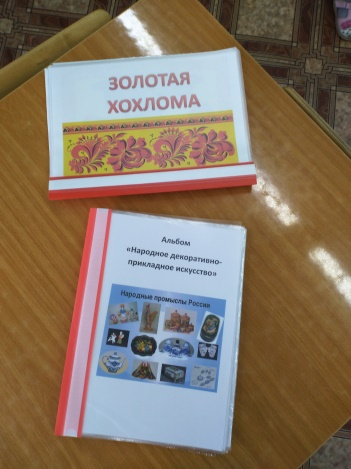 ЗОЛОТАЯ
ХОХЛОМА
Альбом
«Народное декоративно-
прикладное искусство»
Народные промыслы России